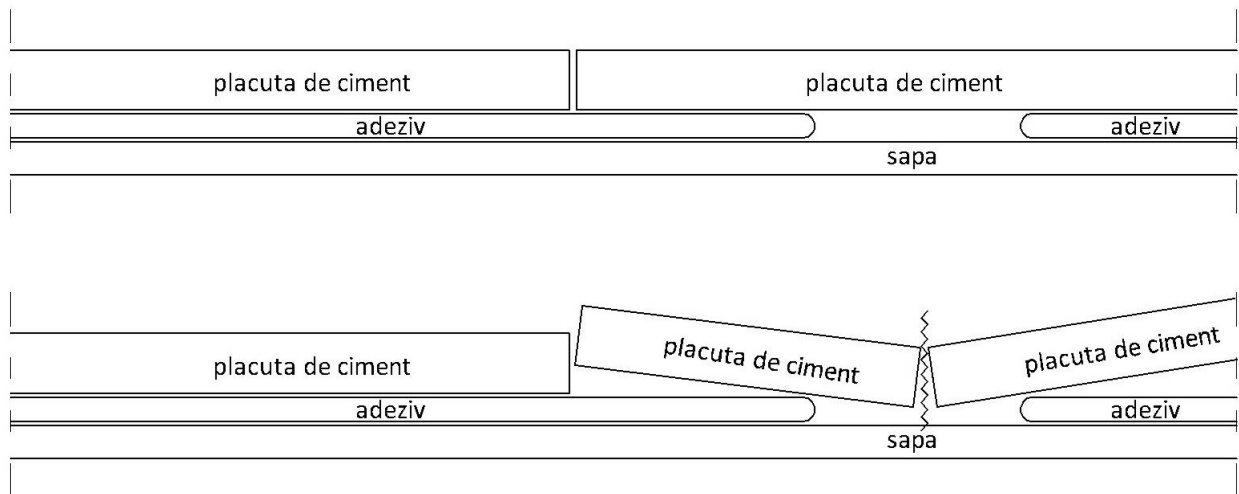 placuta de ciment placuta de ciment
adeziv adeziv
sapa
placuta de ciment placuta de ciment placuta de ciment
adeziv adeziv
sapa